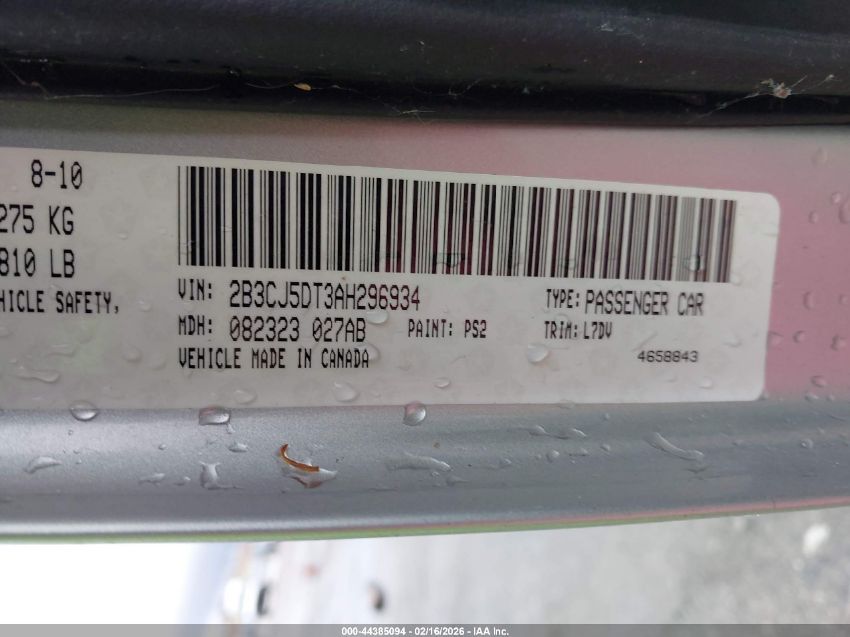 8-10
275 KG
810 LB
HICLE SAFETY,
VIN: 2B3CJ5DT3AH296934 TYPE: PASSENGER CAR
MDH: 082323 027AB PAINT: PS2 TRIM: L7DV
VEHICLE MADE IN CANADA 4658843
000-44385094 - 02/16/2026 - IAA Inc.